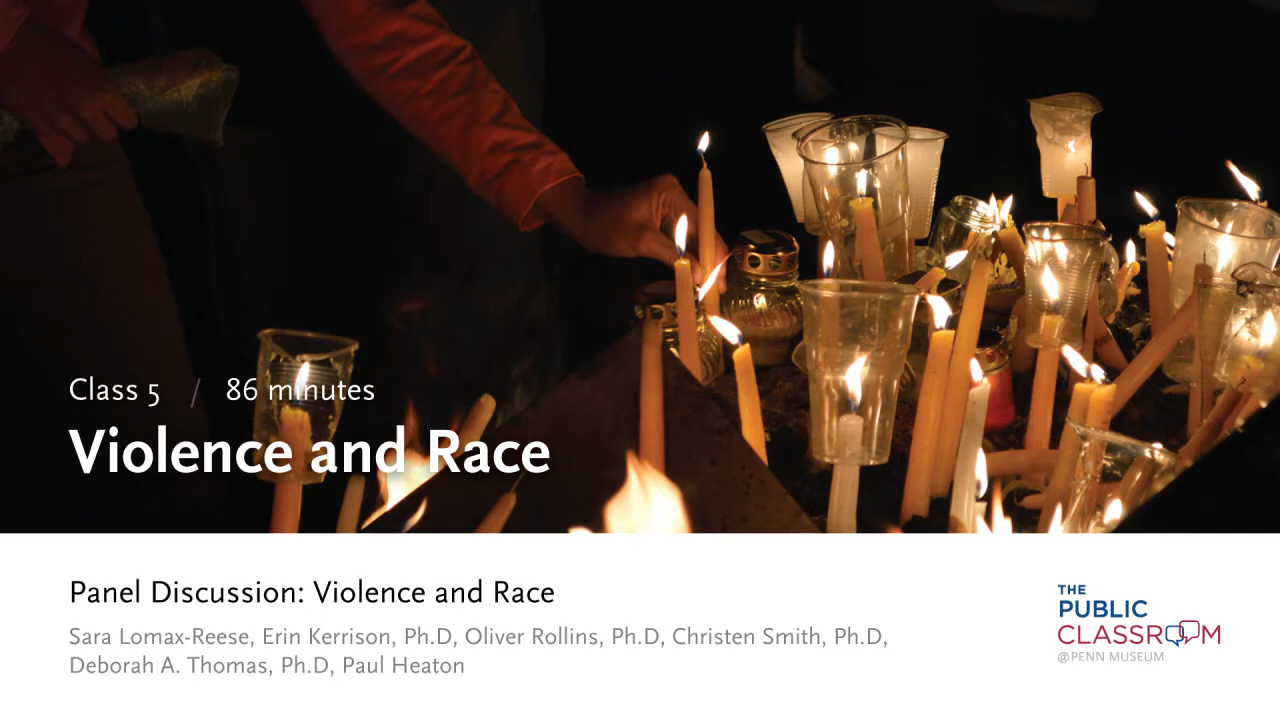 Class 5 / 86 minutes
Violence and Race
Panel Discussion: Violence and Race
Sara Lomax-Reese, Erin Kerrison, Ph.D, Oliver Rollins, Ph.D, Christen Smith, Ph.D,
Deborah A. Thomas, Ph.D, Paul Heaton
THE
PUBLIC
CLASSROOM
@PENN MUSEUM